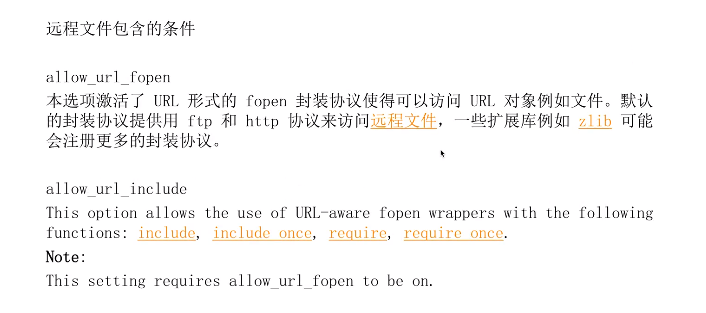 远程文件包含的条件
allow_url_fopen
本选项激活了 URL 形式的 fopen 封装协议使得可以访问 URL 对象例如文件。默认
的封装协议提供用 ftp 和 http 协议来访问远程文件，一些扩展库例如 zlib 可能
会注册更多的封装协议。
allow_url_include
This option allows the use of URL-aware fopen wrappers with the following
functions: include, include_once, require, require_once.
Note:
This setting requires allow_url_fopen to be on.